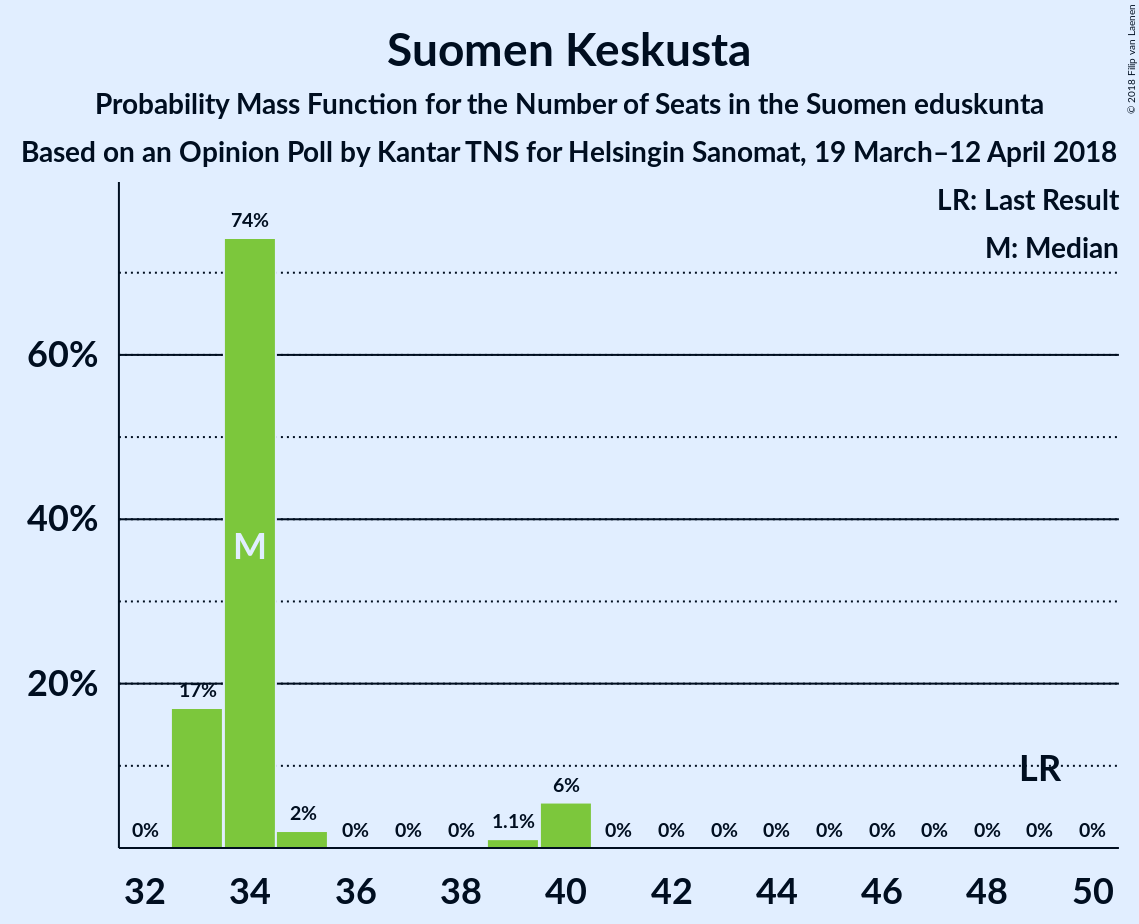 Suomen Keskusta
Probability Mass Function for the Number of Seats in the Suomen eduskunta
Based on an Opinion Poll by Kantar TNS for Helsingin Sanomat, 19 March–12 April 2018
© 2018 Filip van Laenen
LR: Last Result
M: Median
60%
40%
20%
0%
17%
74%
M
2%
0%
0%
0%
1.1%
6%
0%
0%
0%
0%
0%
0%
0%
0%
0%
0%
LR
32 34 36 38 40 42 44 46 48 50